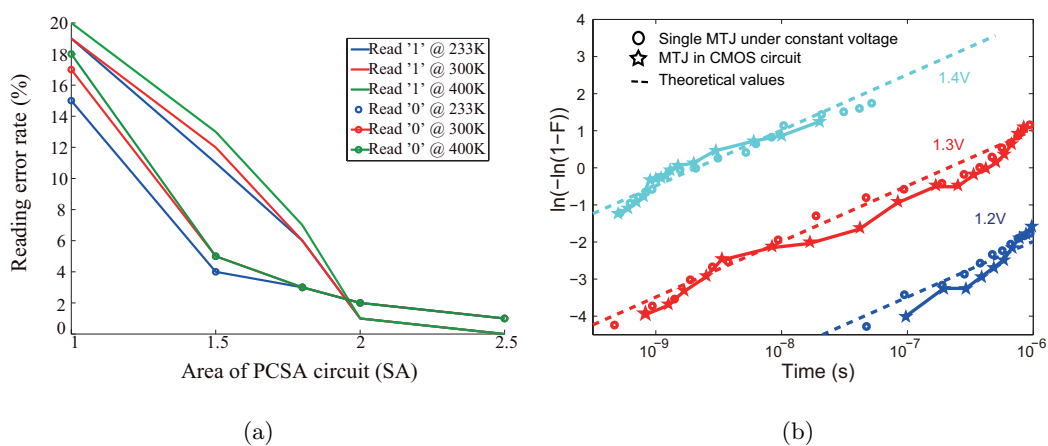 20
18
16
14
12
10
8
6
4
2
0
Reading error rate (%)
1
1.5
2
2.5
Area of PCSA circuit (SA)
Read '1' @ 233K
Read '1' @ 300K
Read '1' @ 400K
Read '0' @ 233K
Read '0' @ 300K
Read '0' @ 400K
(a)
4
3
2
1
0
−1
−2
−3
−4
ln(−ln(1−F))
Single MTJ under constant voltage
MTJ in CMOS circuit
Theoretical values
1.4V
1.3V
1.2V
10⁻⁹
10⁻⁸
10⁻⁷
10⁻⁶
Time (s)
(b)